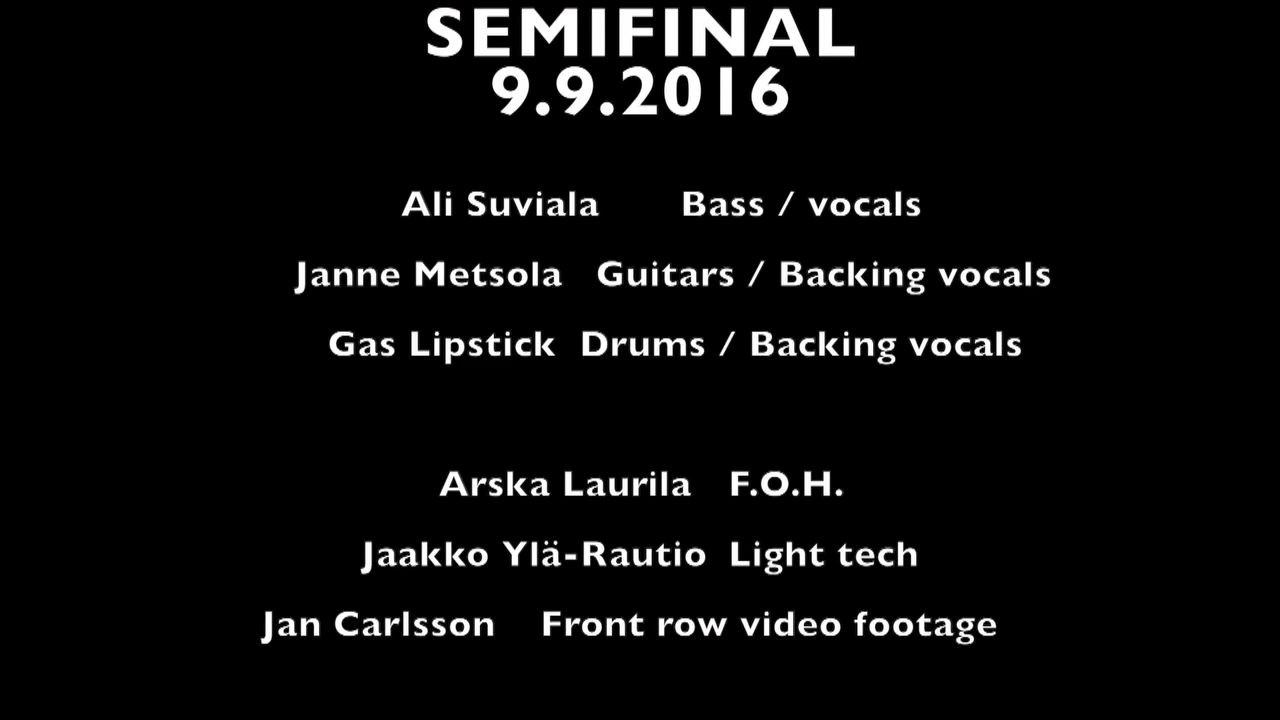 SEMIFINAL
9.9.2016
Ali Suviala Bass / vocals
Janne Metsola Guitars / Backing vocals
Gas Lipstick Drums / Backing vocals
Arska Laurila F.O.H.
Jaakko Ylä-Rautio Light tech
Jan Carlsson Front row video footage